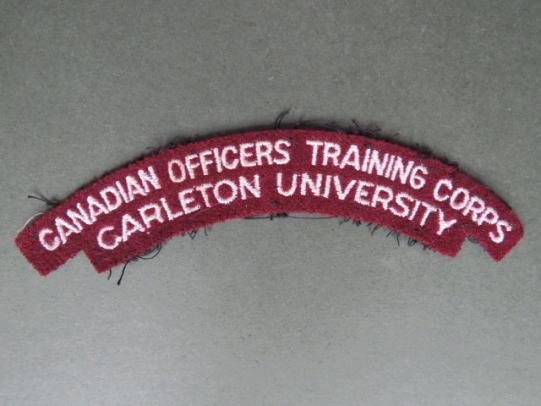 CANADIAN OFFICERS TRAINING CORPS
CARLETON UNIVERSITY